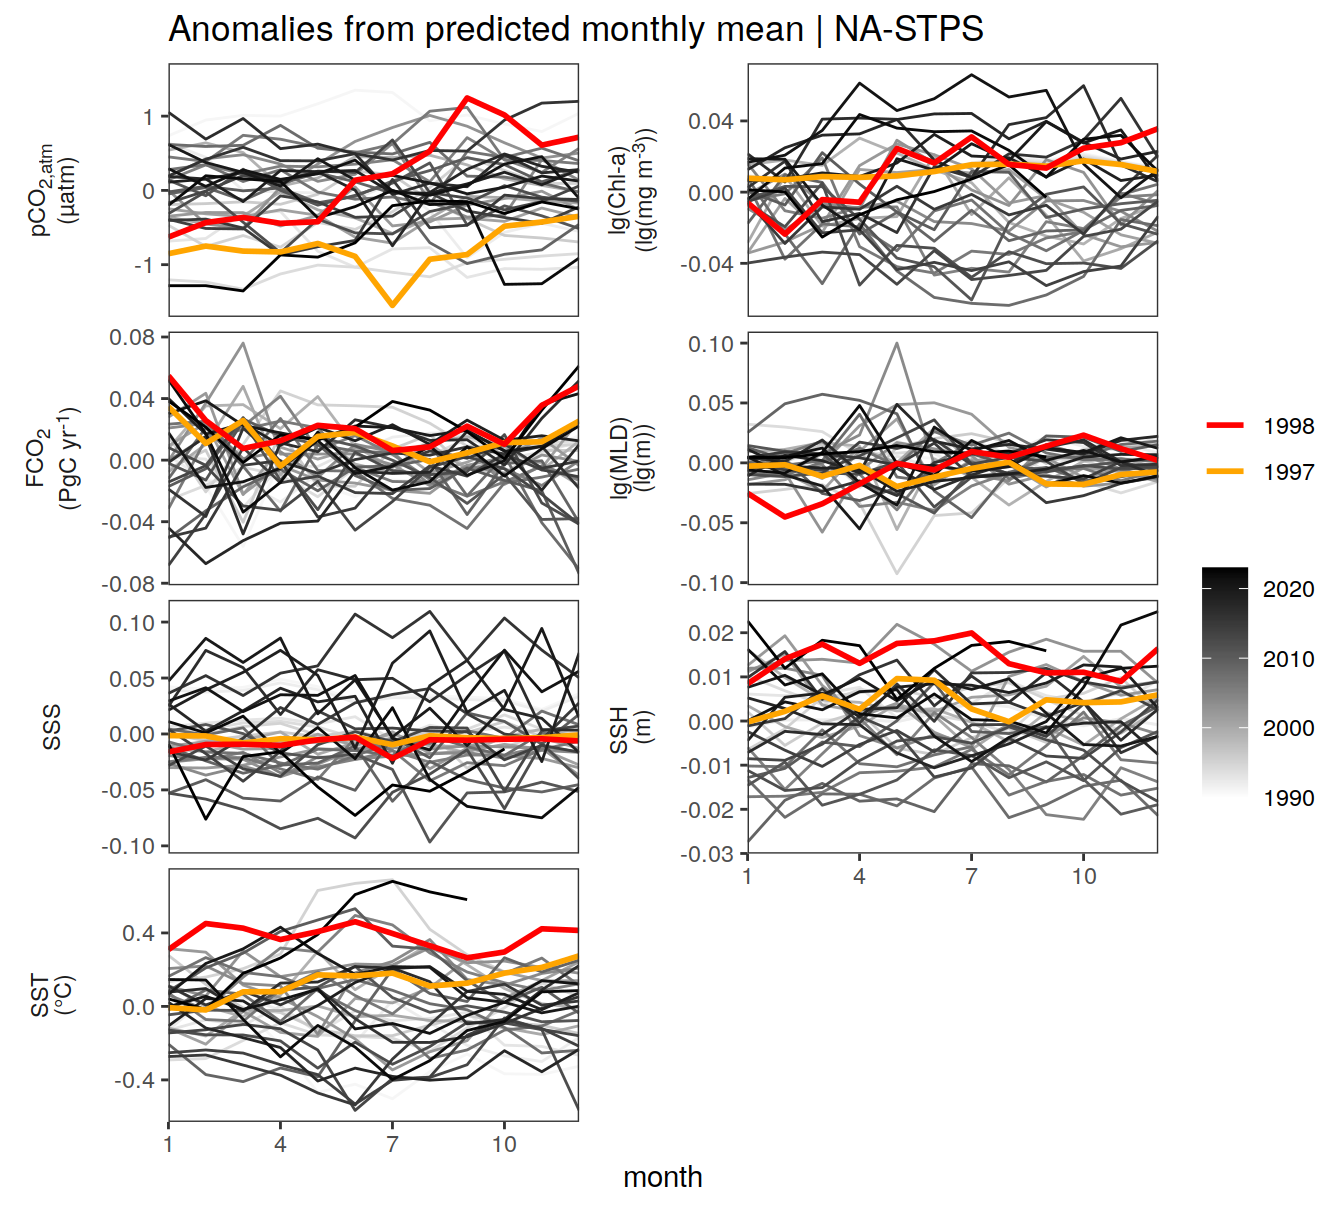 Anomalies from predicted monthly mean | NA-STPS
pCO2,atm
(µatm)
1
0
-1
lg(Chl-a)
(lg(mg m-3))
0.04
0.00
-0.04
FCO2
(PgC yr-1)
0.08
0.04
0.00
-0.04
-0.08
lg(MLD)
(lg(m))
0.10
0.05
0.00
-0.05
-0.10
SSS
0.10
0.05
0.00
-0.05
-0.10
SSH
(m)
0.02
0.01
0.00
-0.01
-0.02
-0.03
1 4 7 10
SST
(°C)
0.4
0.0
-0.4
1 4 7 10
month
1998
1997
2020
2010
2000
1990